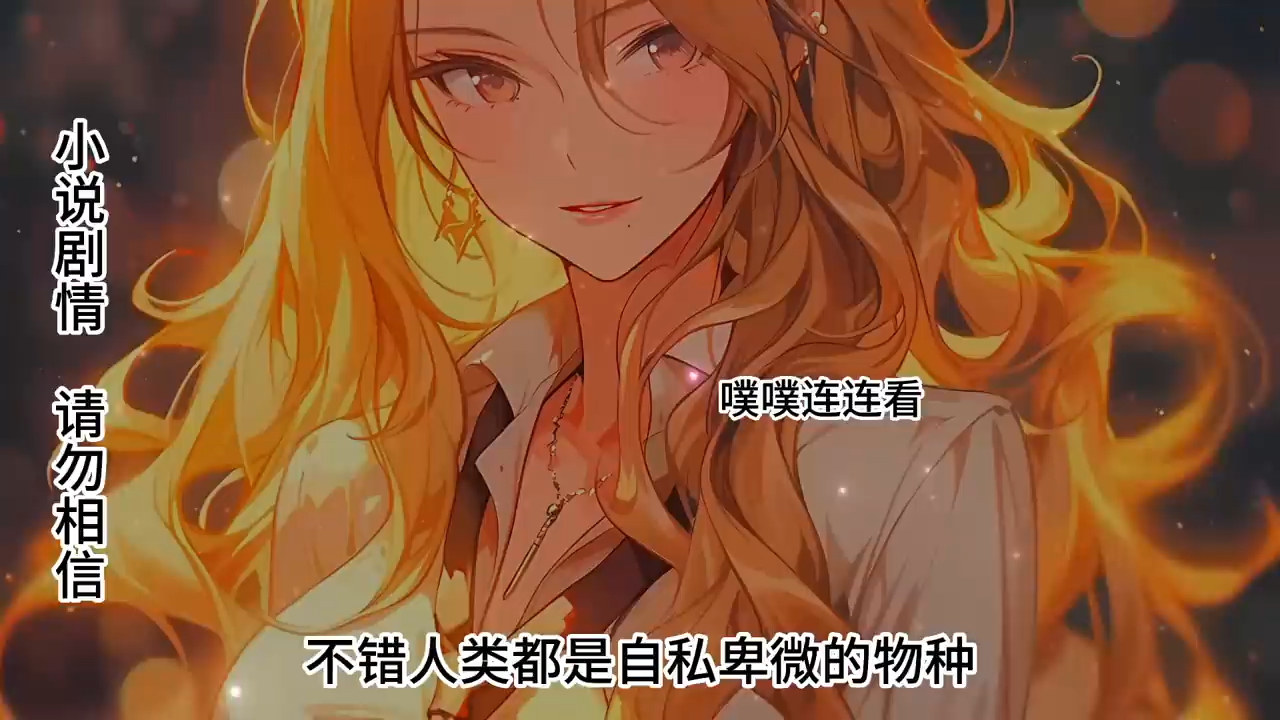 小说剧情 请勿相信
噗噗连连看
不错人类都是自私卑微的物种